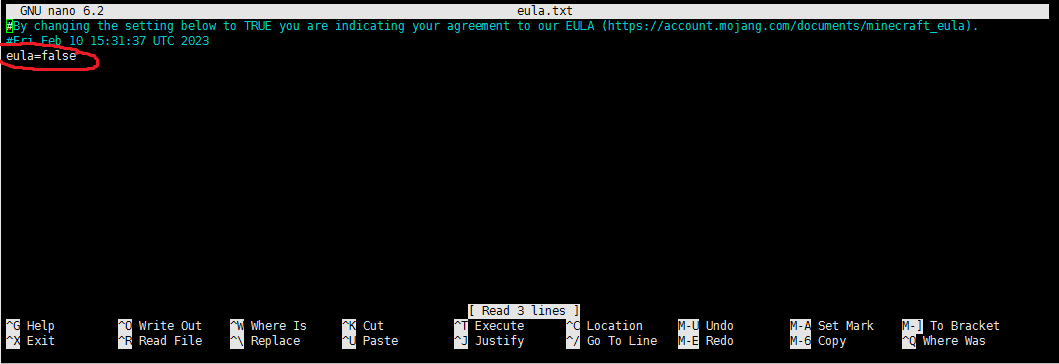 GNU nano 6.2 eula.txt
#By changing the setting below to TRUE you are indicating your agreement to our EULA (https://account.mojang.com/documents/minecraft_eula).
#Fri Feb 10 15:31:37 UTC 2023
eula=false
[ Read 3 lines ]
^G Help ^O Write Out ^W Where Is ^K Cut ^T Execute ^C Location M-U Undo M-A Set Mark M-] To Bracket
^X Exit ^R Read File ^\ Replace ^U Paste ^J Justify ^/ Go To Line M-E Redo M-6 Copy ^Q Where Was